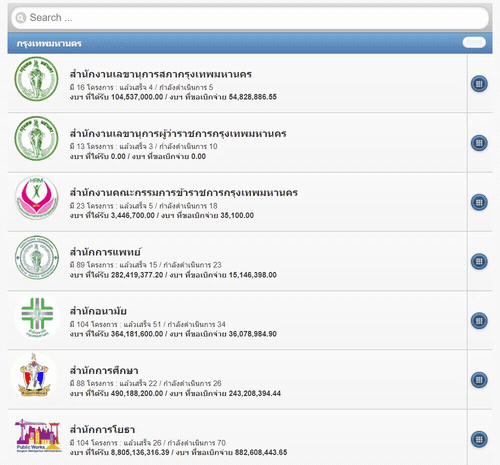 Search ...
กรุงเทพมหานคร
สำนักงานเลขานุการสภากรุงเทพมหานคร
มี 16 โครงการ : แล้วเสร็จ 4 / กำลังดำเนินการ 5
งบฯ ที่ได้รับ 104,537,000.00 / งบฯ ที่ขอเบิกจ่าย 54,828,886.55
สำนักงานเลขานุการผู้ว่าราชการกรุงเทพมหานคร
มี 13 โครงการ : แล้วเสร็จ 3 / กำลังดำเนินการ 10
งบฯ ที่ได้รับ 0.00 / งบฯ ที่ขอเบิกจ่าย 0.00
HRM
สำนักงานคณะกรรมการข้าราชการกรุงเทพมหานคร
มี 23 โครงการ : แล้วเสร็จ 5 / กำลังดำเนินการ 18
งบฯ ที่ได้รับ 3,446,700.00 / งบฯ ที่ขอเบิกจ่าย 35,100.00
สำนักการแพทย์
มี 89 โครงการ : แล้วเสร็จ 15 / กำลังดำเนินการ 23
งบฯ ที่ได้รับ 282,419,377.20 / งบฯ ที่ขอเบิกจ่าย 15,146,398.00
สำนักอนามัย
มี 104 โครงการ : แล้วเสร็จ 51 / กำลังดำเนินการ 34
งบฯ ที่ได้รับ 364,181,600.00 / งบฯ ที่ขอเบิกจ่าย 36,078,984.90
สำนักการศึกษา
มี 88 โครงการ : แล้วเสร็จ 22 / กำลังดำเนินการ 26
งบฯ ที่ได้รับ 490,188,200.00 / งบฯ ที่ขอเบิกจ่าย 243,208,394.44
สำนักการโยธา
มี 104 โครงการ : แล้วเสร็จ 26 / กำลังดำเนินการ 70
งบฯ ที่ได้รับ 8,805,136,316.39 / งบฯ ที่ขอเบิกจ่าย 882,608,443.65
Public Works